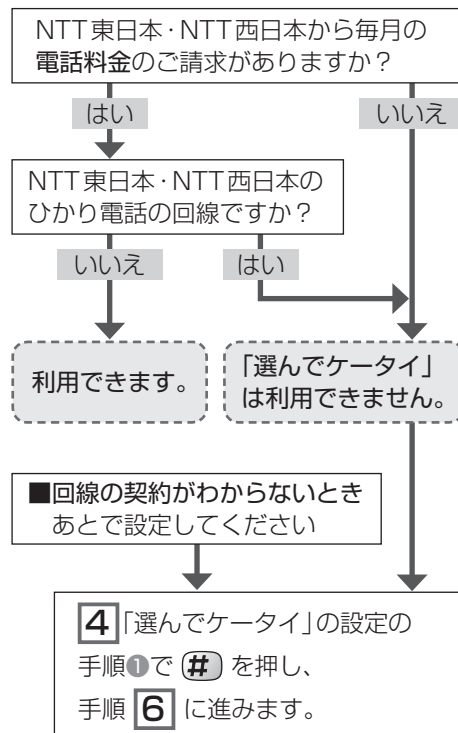 NTT東日本・NTT西日本から毎月の
電話料金のご請求がありますか？
はい
いいえ
NTT東日本・NTT西日本の
ひかり電話の回線ですか？
いいえ
はい
利用できます。
「選んでケータイ」
は利用できません。
■回線の契約がわからないとき
あとで設定してください
4「選んでケータイ」の設定の
手順❶で # を押し、
手順 6 に進みます。